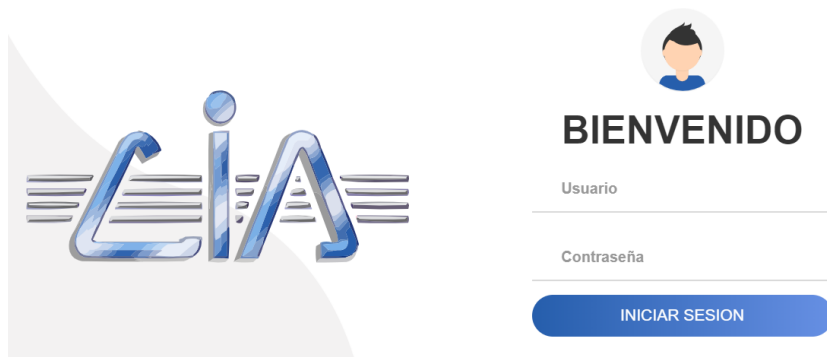 CiA
BIENVENIDO
Usuario
Contraseña
INICIAR SESION